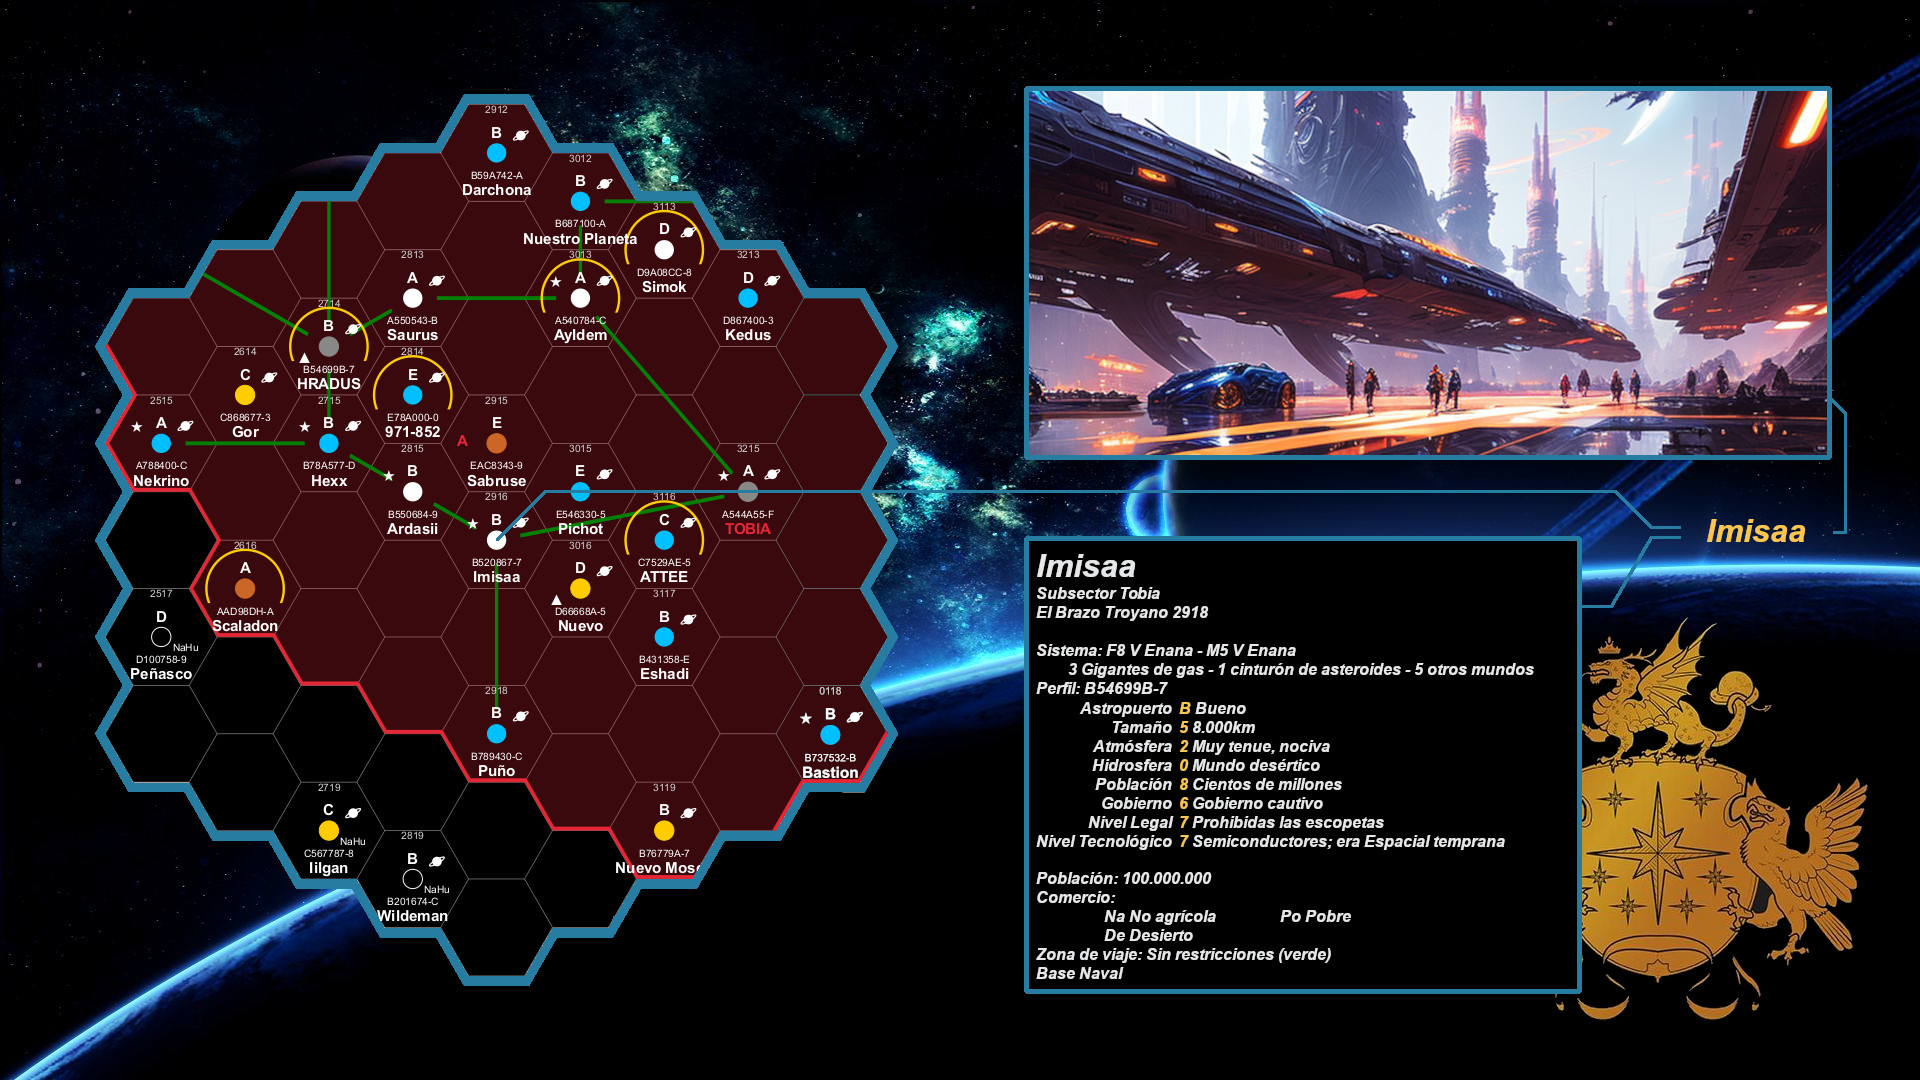 2912
B
B59A742-A
Darchona
3012
B
B687100-A
Nuestro Planeta
3113
D
D9A08CC-8
Simok
2813
A
A550543-B
Saurus
3013
A
A540784-C
Ayldem
3213
D
D867400-3
Kedus
2714
B
B54699B-7
HRADUS
2614
C
C868677-3
Gor
2814
E
E78A000-0
971-852
2515
A
A788400-C
Nekrino
2715
B
B78A577-D
Hexx
2915
E
A
EAC8343-9
Sabruse
2815
B
B550684-9
Ardasii
3015
E
E546330-5
Pichot
3215
A
A544A55-F
TOBIA
2916
B
B520867-7
Imisaa
3116
C
C7529AE-5
ATTEE
2616
A
AAD98DH-A
Scaladon
3016
D
D66668A-5
Nuevo
2517
D
NaHu
D100758-9
Peñasco
3117
B
B431358-E
Eshadi
2918
B
B789430-C
Puño
0118
B
B737532-B
Bastion
2719
C
NaHu
C567787-8
Iilgan
3119
B
B76779A-7
Nuevo Mosc
2819
B
NaHu
B201674-C
Wildeman
Imisaa
Imisaa
Subsector Tobia
El Brazo Troyano 2918
Sistema: F8 V Enana - M5 V Enana
3 Gigantes de gas - 1 cinturón de asteroides - 5 otros mundos
Perfil: B54699B-7
Astropuerto B Bueno
Tamaño 5 8.000km
Atmósfera 2 Muy tenue, nociva
Hidrosfera 0 Mundo desértico
Población 8 Cientos de millones
Gobierno 6 Gobierno cautivo
Nivel Legal 7 Prohibidas las escopetas
Nivel Tecnológico 7 Semiconductores; era Espacial temprana
Población: 100.000.000
Comercio:
Na No agrícola Po Pobre
De Desierto
Zona de viaje: Sin restricciones (verde)
Base Naval